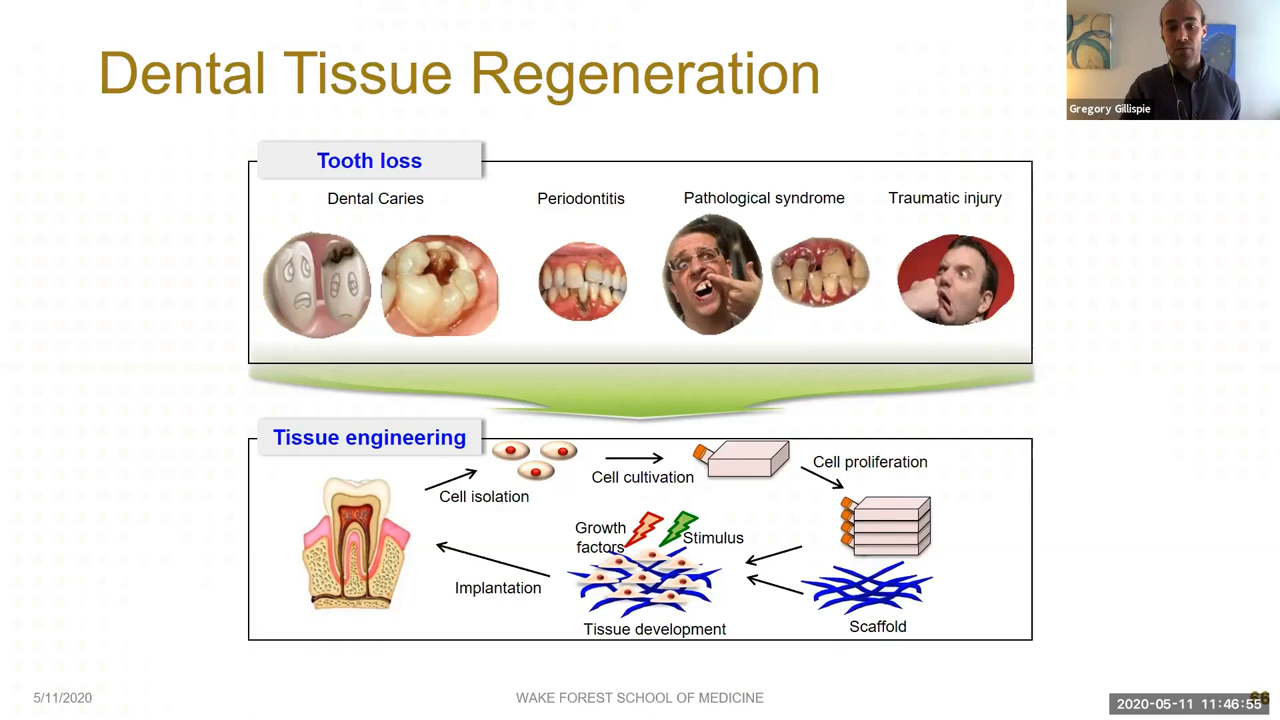 Dental Tissue Regeneration
Gregory Gillispie
Tooth loss
Dental Caries
Periodontitis
Pathological syndrome
Traumatic injury
Tissue engineering
Cell isolation
Cell cultivation
Cell proliferation
Growth
factors
Stimulus
Implantation
Tissue development
Scaffold
5/11/2020
WAKE FOREST SCHOOL OF MEDICINE
66
2020-05-11 11:46:55